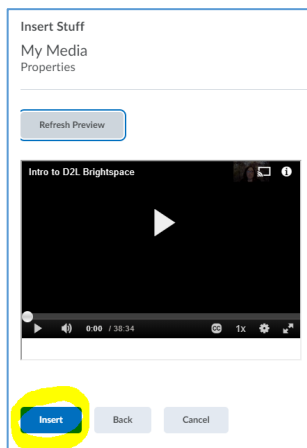 Insert Stuff
My Media
Properties
Refresh Preview
Intro to D2L Brightspace
0:00 / 38:34 CC 1x
Insert Back Cancel